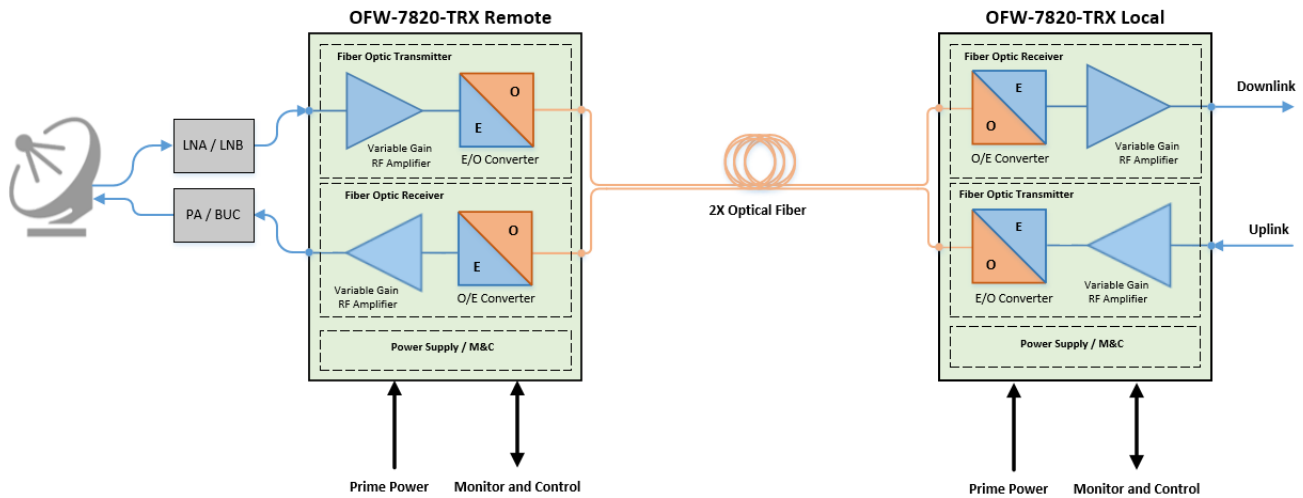 OFW-7820-TRX Remote
Fiber Optic Transmitter
O
E
Variable Gain
RF Amplifier
E/O Converter
LNA / LNB
PA / BUC
Fiber Optic Receiver
O
E
Variable Gain
RF Amplifier
O/E Converter
Power Supply / M&C
Prime Power
Monitor and Control
2X Optical Fiber
OFW-7820-TRX Local
Fiber Optic Receiver
E
O
O/E Converter
Variable Gain
RF Amplifier
Downlink
Fiber Optic Transmitter
E
O
E/O Converter
Variable Gain
RF Amplifier
Uplink
Power Supply / M&C
Prime Power
Monitor and Control